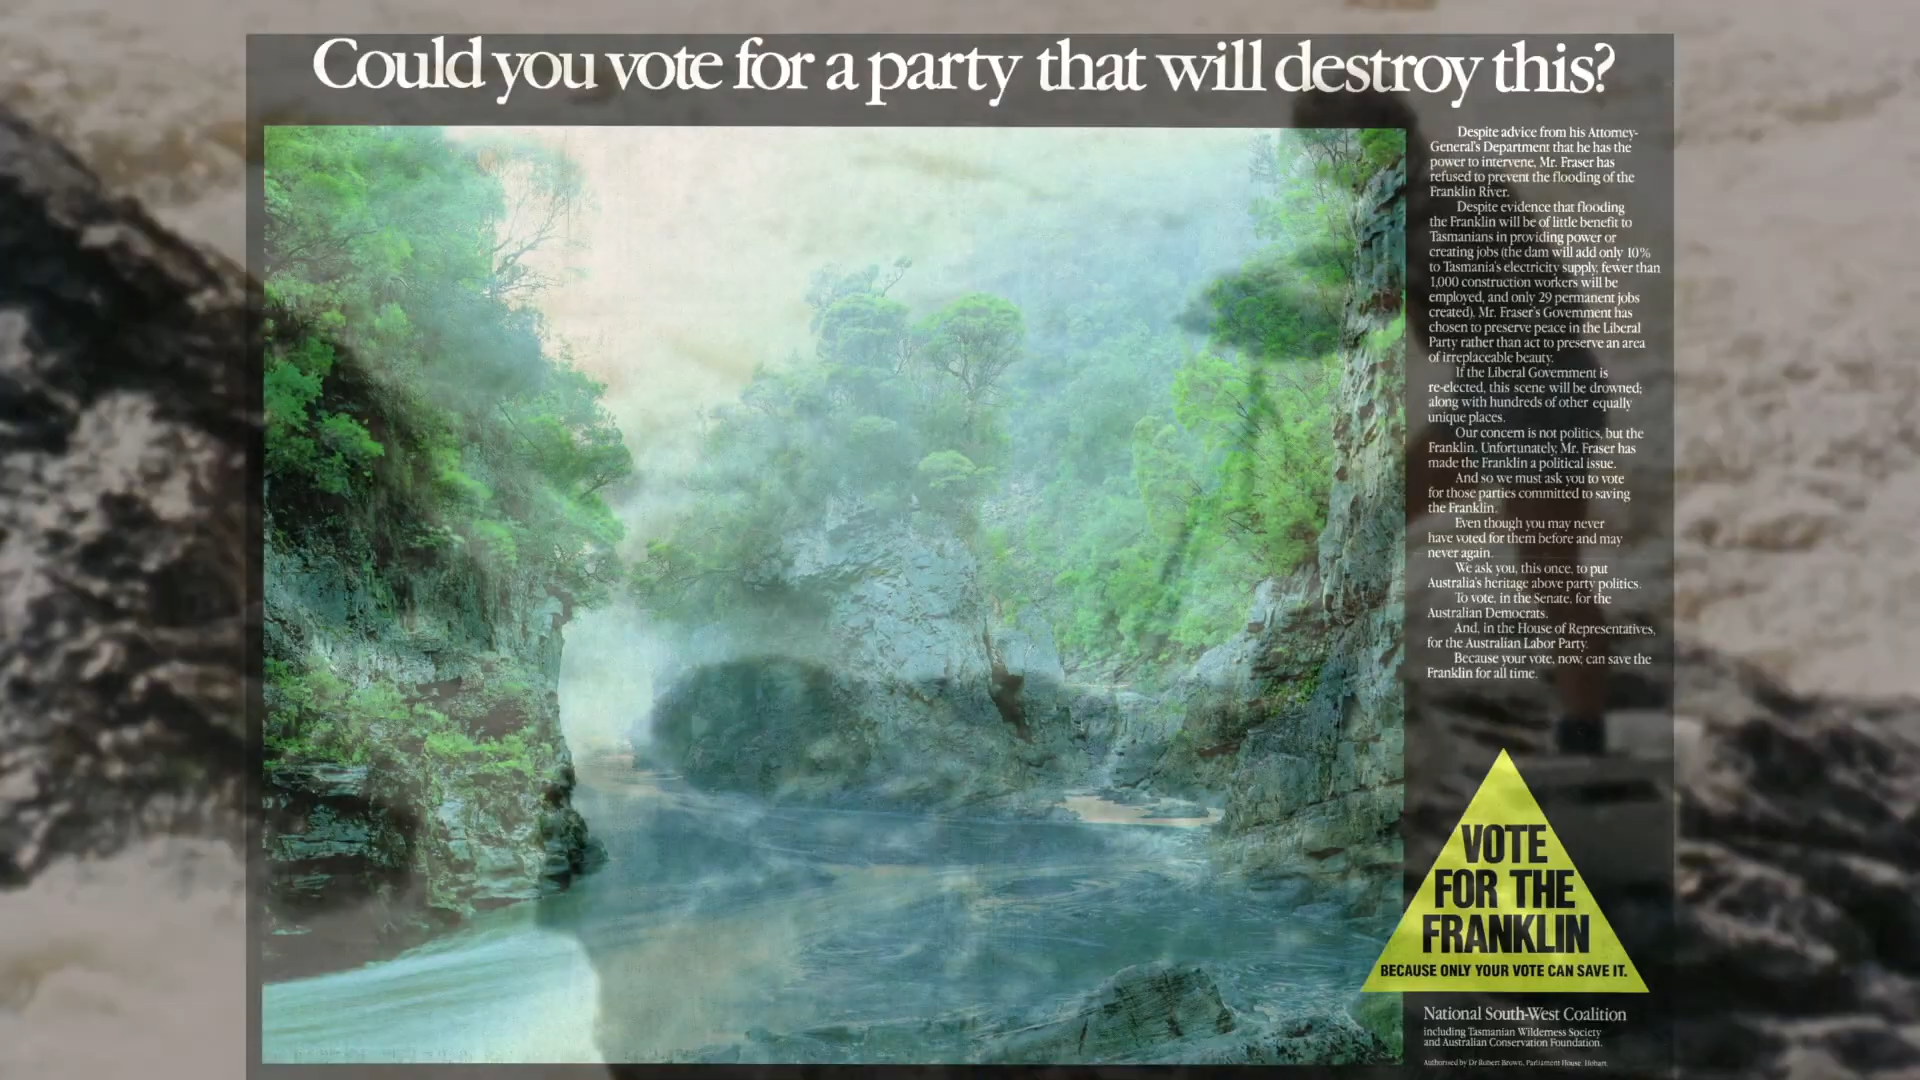 Could you vote for a party that will destroy this?
Despite advice from his Attorney-
General's Department that he has the
power to intervene, Mr. Fraser has
refused to prevent the flooding of the
Franklin River.
Despite evidence that flooding
the Franklin will be of little benefit to
Tasmanians in providing power or
creating jobs (the dam will add only 10%
to Tasmania's electricity supply, fewer than
1,000 construction workers will be
employed, and only 29 permanent jobs
created), Mr. Fraser's Government has
chosen to preserve peace in the Liberal
Party rather than act to preserve an area
of irreplaceable beauty.
If the Liberal Government is
re-elected, this scene will be drowned;
along with hundreds of other equally
unique places.
Our concern is not politics, but the
Franklin. Unfortunately, Mr. Fraser has
made the Franklin a political issue.
And so we must ask you to vote
for those parties committed to saving
the Franklin.
Even though you may never
have voted for them before and may
never again.
We ask you, this once, to put
Australia's heritage above party politics.
To vote, in the Senate, for the
Australian Democrats.
And, in the House of Representatives,
for the Australian Labor Party.
Because your vote, now, can save the
Franklin for all time.
VOTE
FOR THE
FRANKLIN
BECAUSE ONLY YOUR VOTE CAN SAVE IT.
National South-West Coalition
including Tasmanian Wilderness Society
and Australian Conservation Foundation.
Authorised by Dr Robert Brown, Parliament House, Hobart.